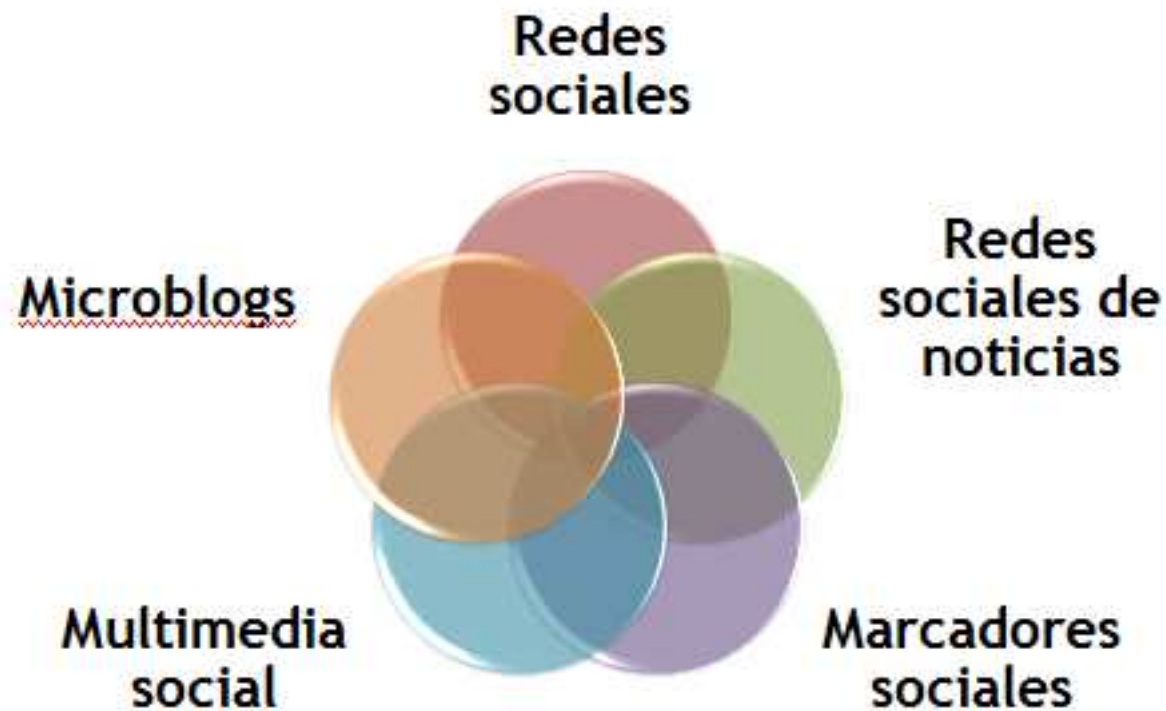 Redes
sociales
Redes
sociales de
noticias
Microblogs
Multimedia
social
Marcadores
sociales